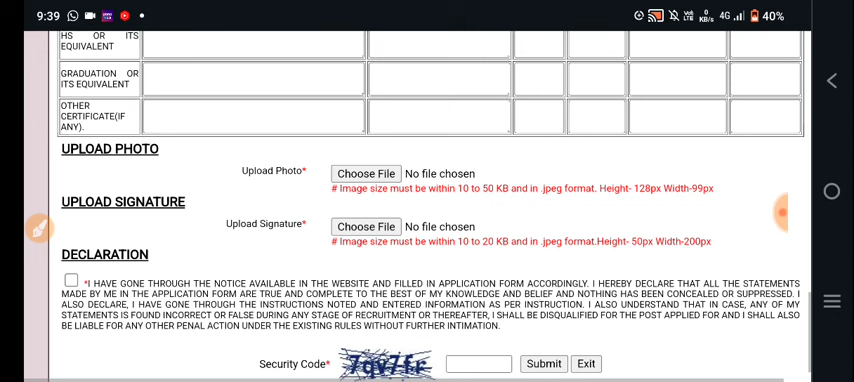 9:39
0 KB/s 4G 40%
HS OR ITS
EQUIVALENT
GRADUATION OR
ITS EQUIVALENT
OTHER
CERTIFICATE(IF
ANY).
UPLOAD PHOTO
Upload Photo* Choose File No file chosen
# Image size must be within 10 to 50 KB and in .jpeg format. Height- 128px Width-99px
UPLOAD SIGNATURE
Upload Signature* Choose File No file chosen
# Image size must be within 10 to 20 KB and in .jpeg format.Height- 50px Width-200px
DECLARATION
*I HAVE GONE THROUGH THE NOTICE AVAILABLE IN THE WEBSITE AND FILLED IN APPLICATION FORM ACCORDINGLY. I HEREBY DECLARE THAT ALL THE STATEMENTS
MADE BY ME IN THE APPLICATION FORM ARE TRUE AND COMPLETE TO THE BEST OF MY KNOWLEDGE AND BELIEF AND NOTHING HAS BEEN CONCEALED OR SUPPRESSED. I
ALSO DECLARE, I HAVE GONE THROUGH THE INSTRUCTIONS NOTED AND ENTERED INFORMATION AS PER INSTRUCTION. I ALSO UNDERSTAND THAT IN CASE, ANY OF MY
STATEMENTS IS FOUND INCORRECT OR FALSE DURING ANY STAGE OF RECRUITMENT OR THEREAFTER, I SHALL BE DISQUALIFIED FOR THE POST APPLIED FOR AND I SHALL ALSO
BE LIABLE FOR ANY OTHER PENAL ACTION UNDER THE EXISTING RULES WITHOUT FURTHER INTIMATION.
Security Code* 7qv7fr Submit Exit